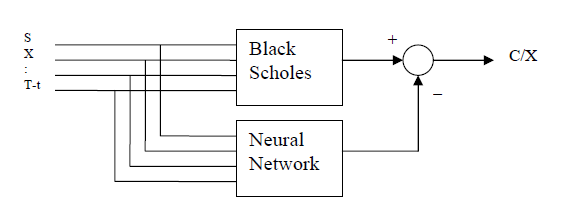 S
X
:
T-t
Black
Scholes
+
C/X
−
Neural
Network